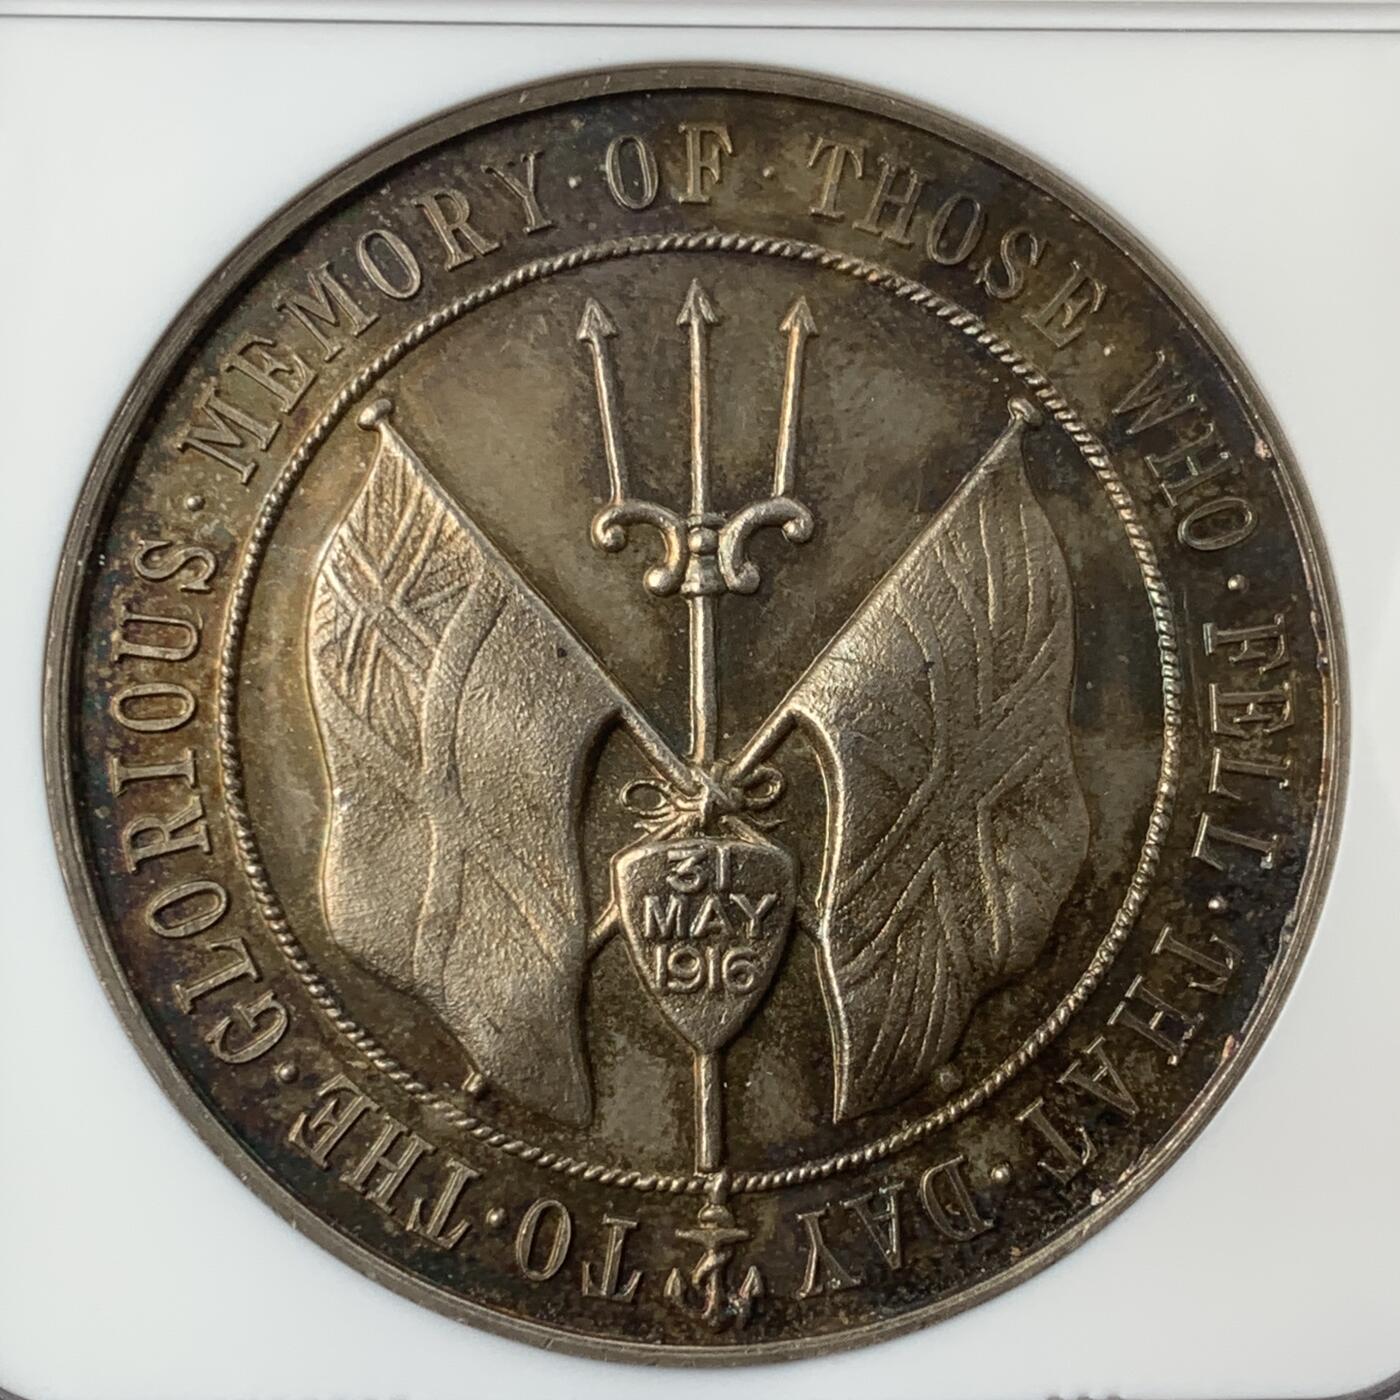 TO · THE · GLORIOUS · MEMORY · OF · THOSE · WHO · FELL · THAT · DAY
31
MAY
1916